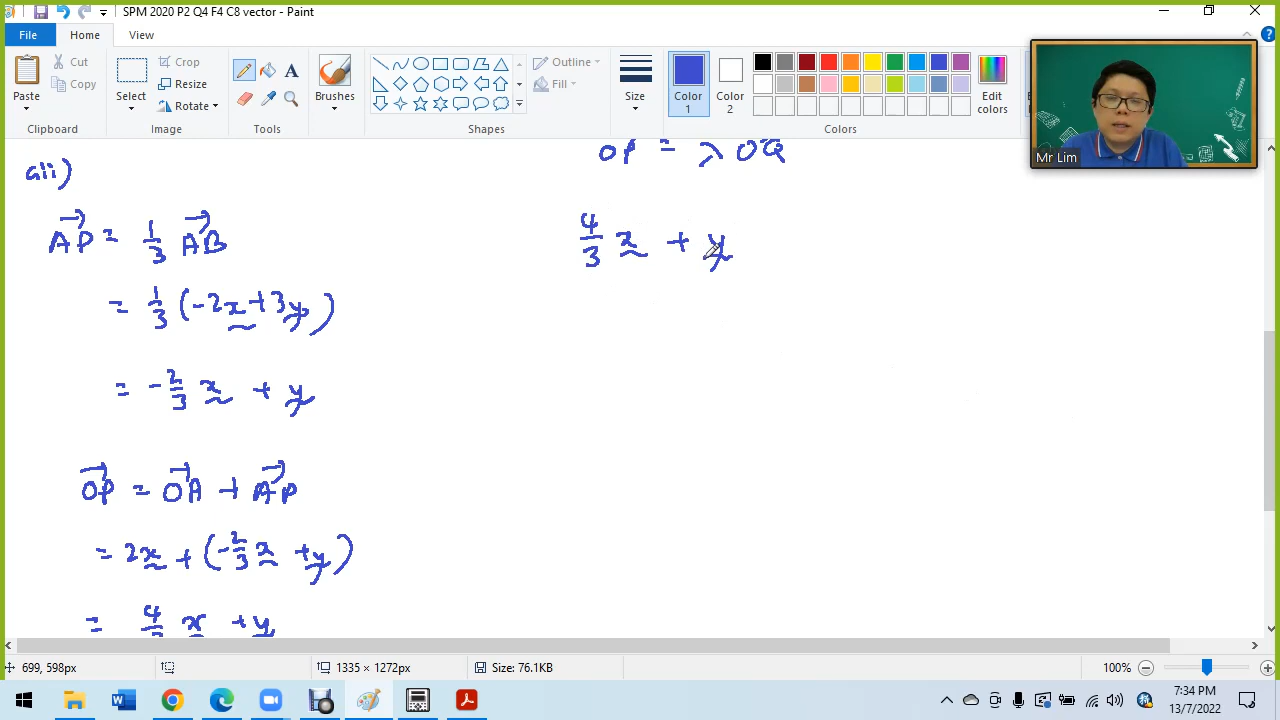 SPM 2020 P2 Q4 F4 C8 vector - Paint
File Home View
Cut Copy Paste Clipboard
Crop Resize Rotate Select Image
Tools
Brushes
Outline Fill Shapes
Size
Color 1 Color 2 Edit colors Colors
Mr Lim
OP = λ OQ
aii)
AP = 1/3 AB
= 1/3 (-2x + 3y)
= -2/3 x + y
OP = OA + AP
= 2x + (-2/3 x + y)
= 4/3 x + y
4/3 x + y
699, 598px 1335 × 1272px Size: 76.1KB 100%
7:34 PM
13/7/2022